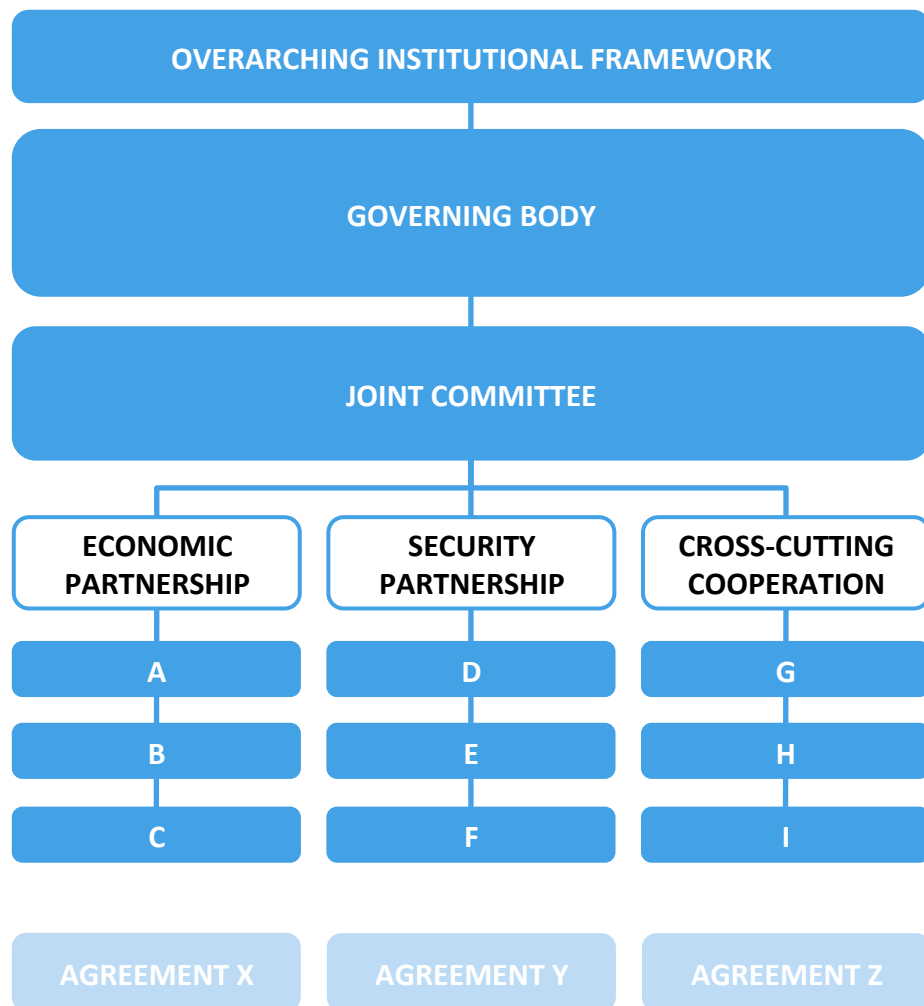 OVERARCHING INSTITUTIONAL FRAMEWORK
GOVERNING BODY
JOINT COMMITTEE
ECONOMIC
PARTNERSHIP
SECURITY
PARTNERSHIP
CROSS-CUTTING
COOPERATION
A
D
G
B
E
H
C
F
I
AGREEMENT X
AGREEMENT Y
AGREEMENT Z